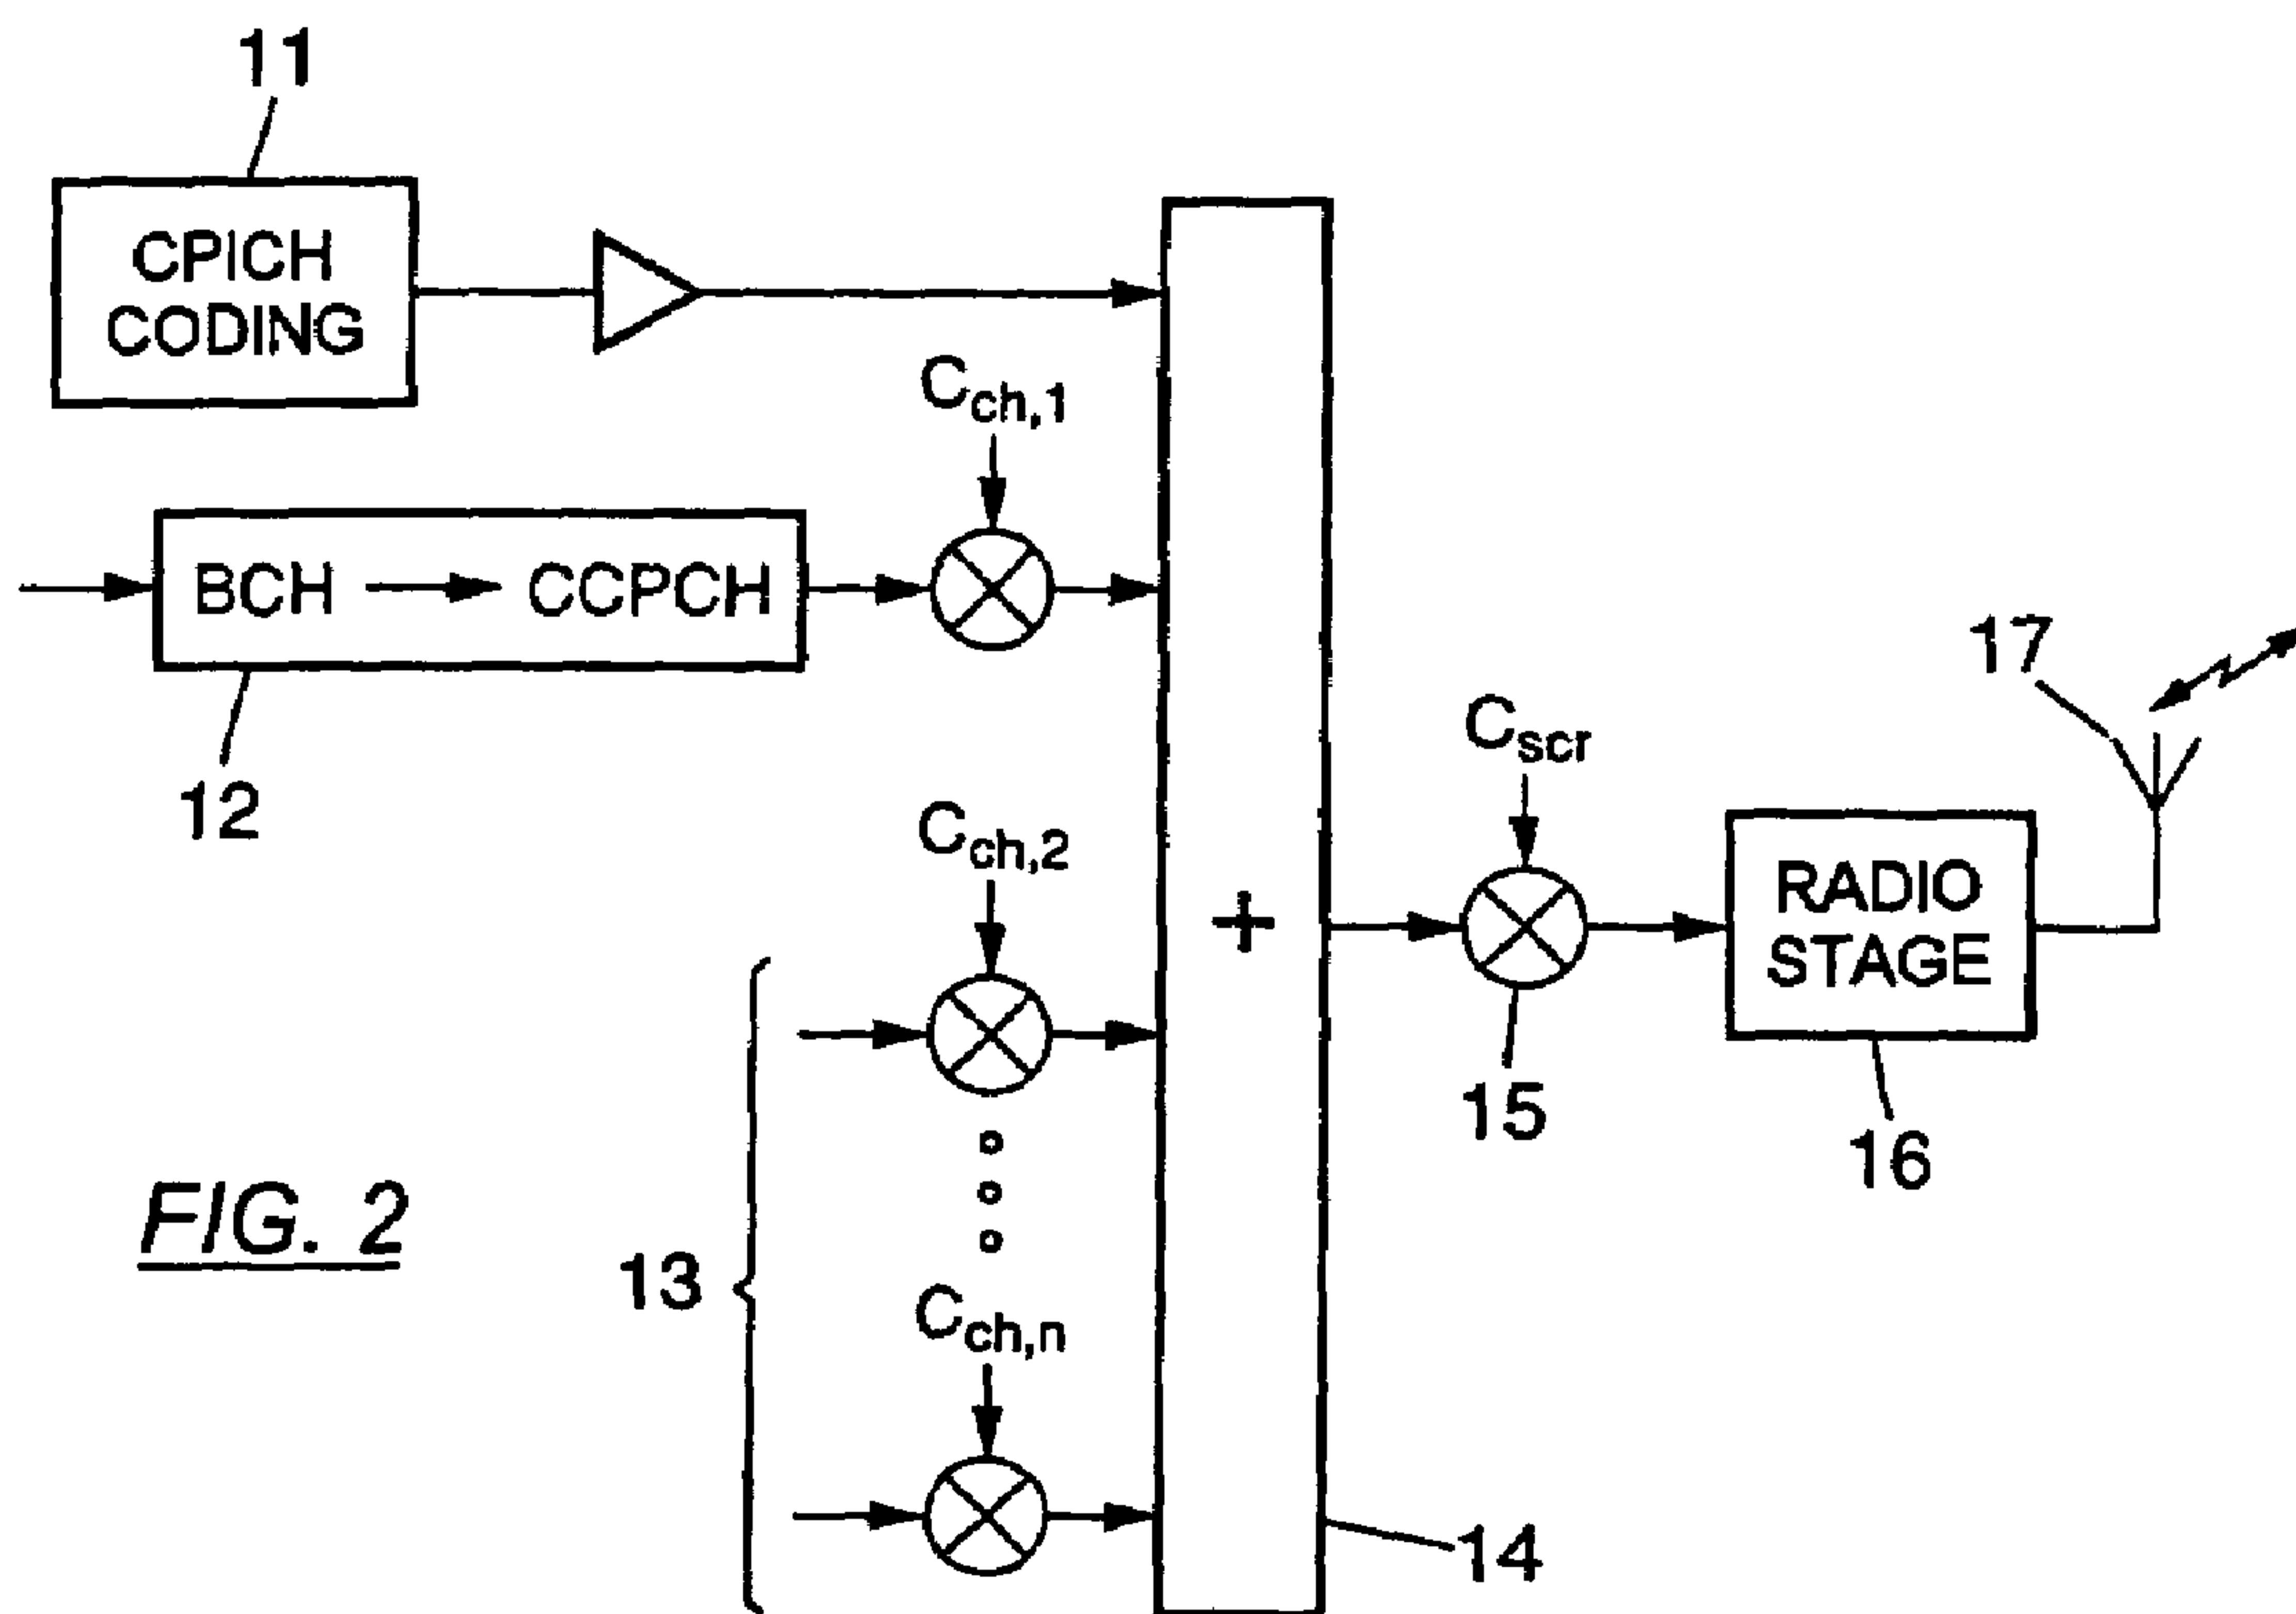 11
CPICH
CODING
C_ch,1
BCH → CCPCH
12
17
C_scr
C_ch,2
RADIO
STAGE
+
15
16
13
C_ch,n
14
FIG. 2